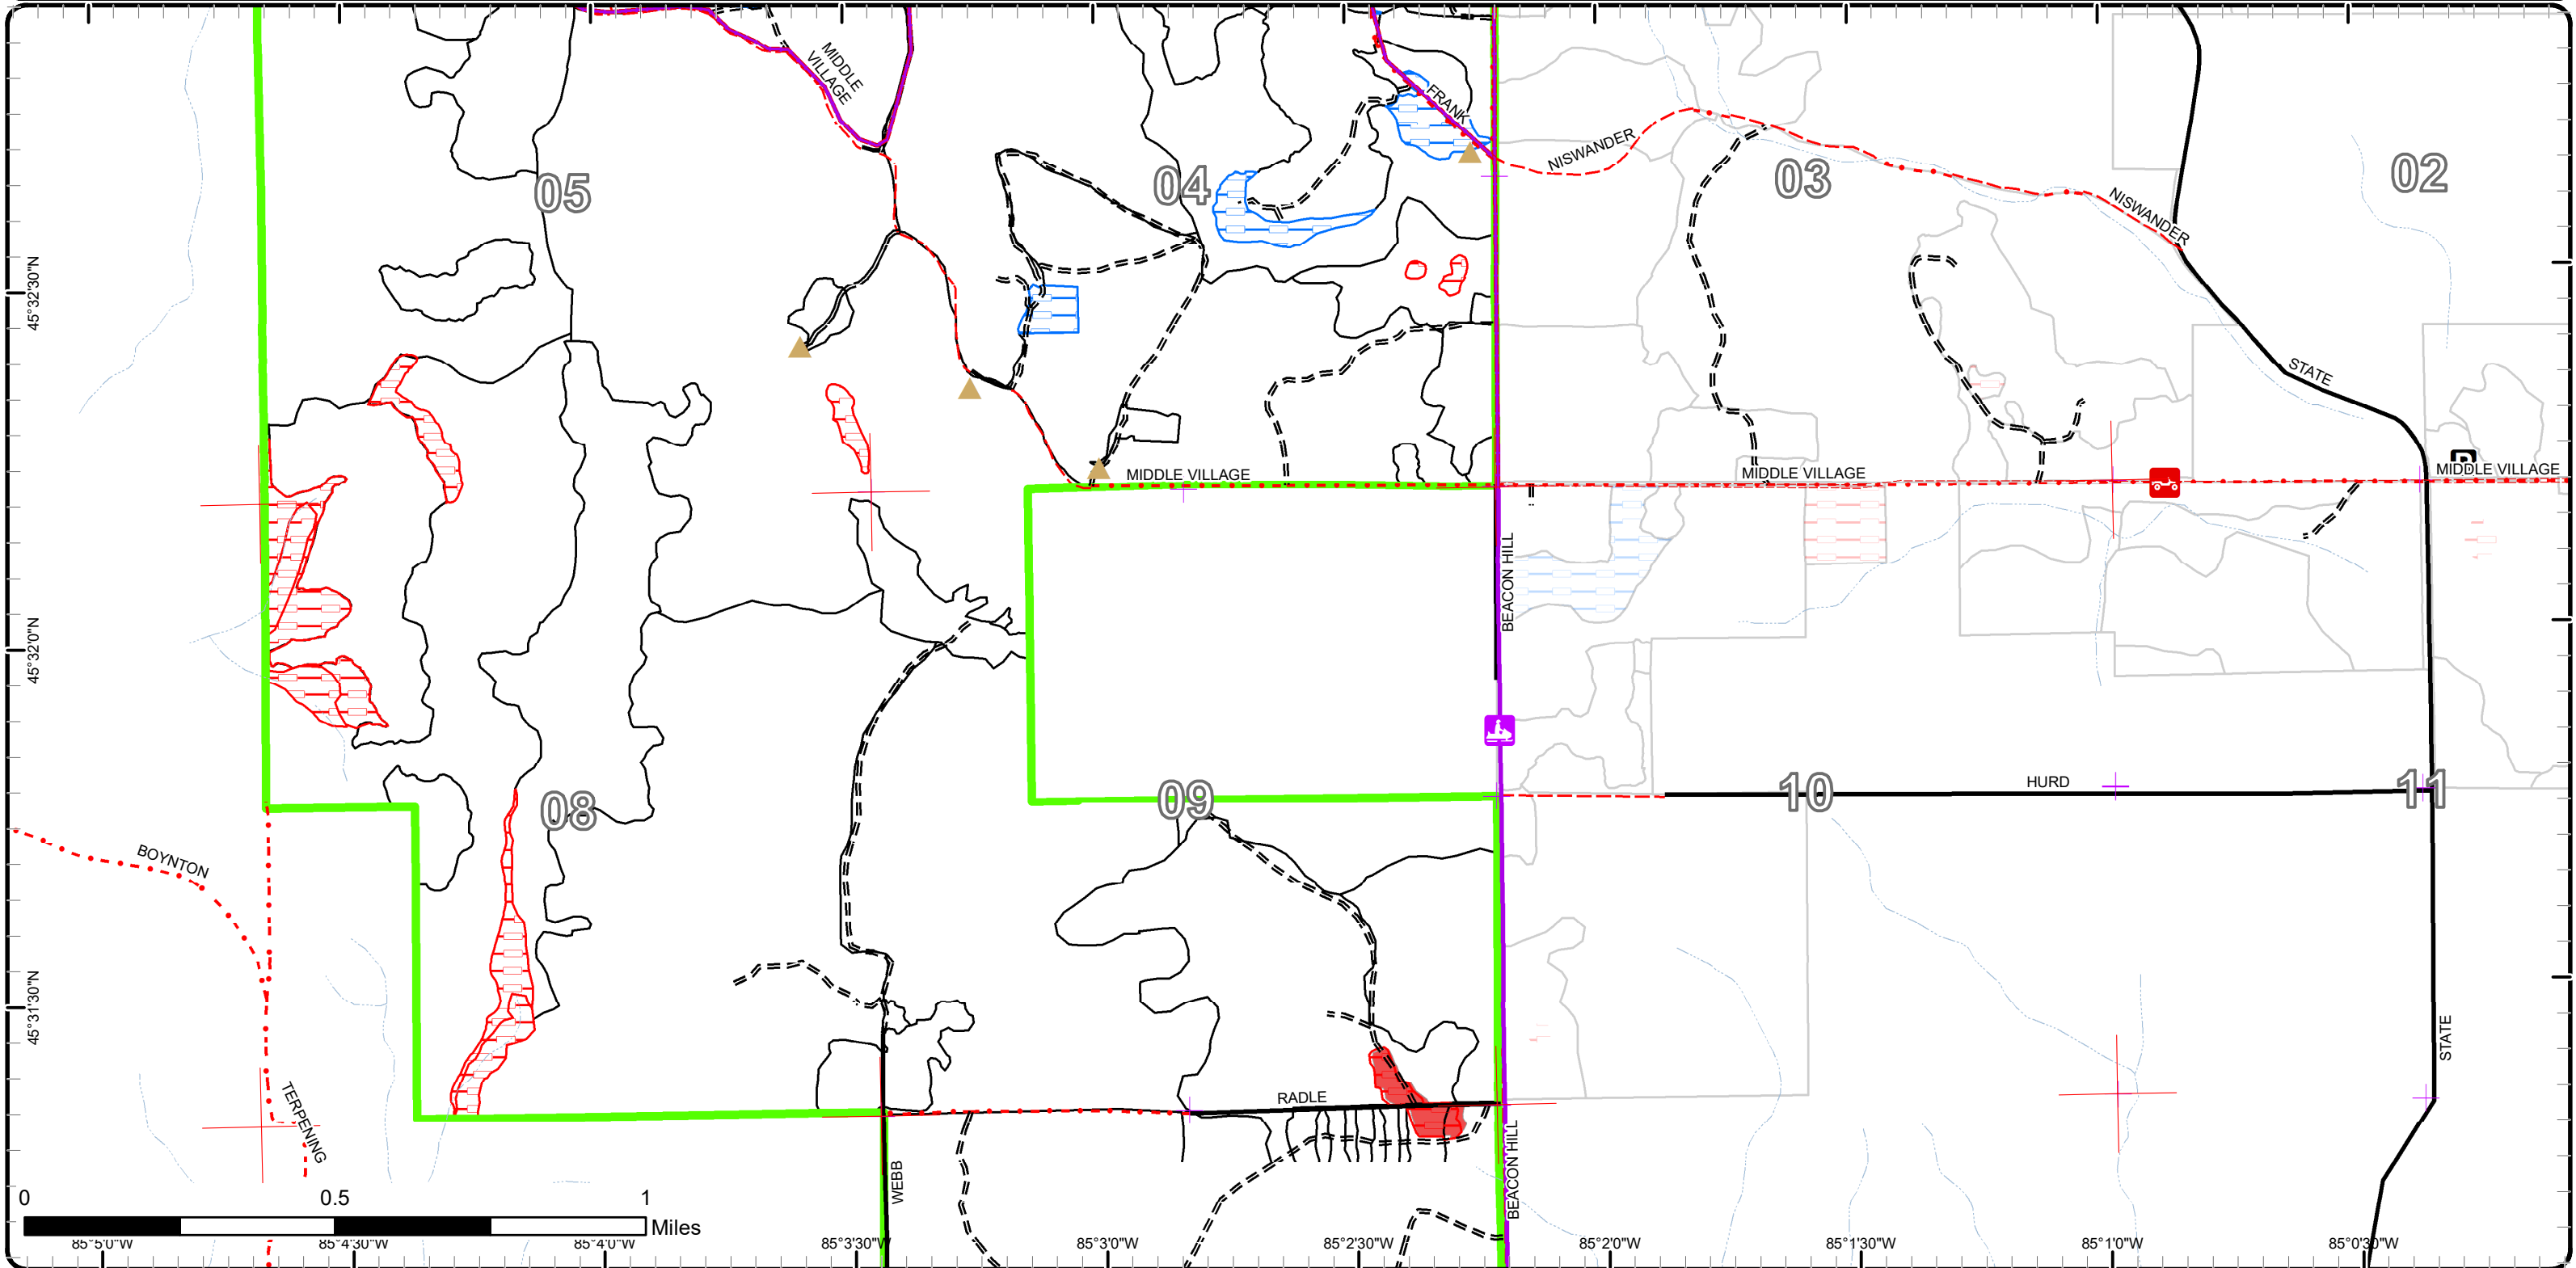 MIDDLE
VILLAGE
FRANK
NISWANDER
05
04
03
02
NISWANDER
45°32'30"N
STATE
MIDDLE VILLAGE
MIDDLE VILLAGE
MIDDLE VILLAGE
BEACON HILL
45°32'0"N
HURD
08
09
10
11
BOYNTON
45°31'30"N
STATE
RADLE
TERPENING
WEBB
BEACON HILL
0
0.5
1
Miles
85°5'0"W
85°4'30"W
85°4'0"W
85°3'30"W
85°3'0"W
85°2'30"W
85°2'0"W
85°1'30"W
85°1'0"W
85°0'30"W